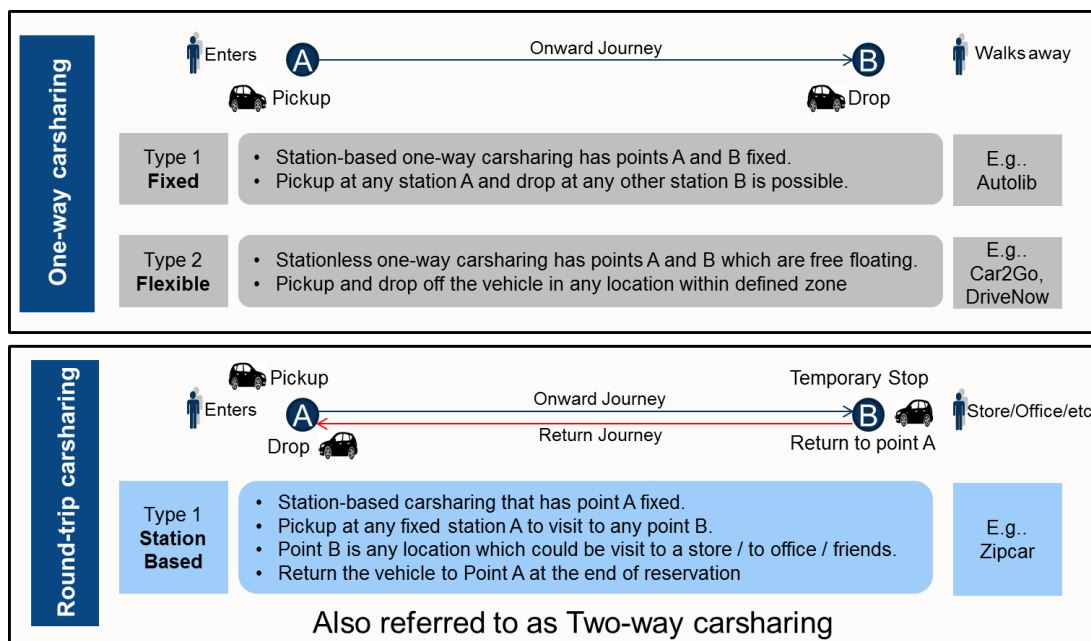 One-way carsharing
Enters
A
Onward Journey
B
Walks away
Pickup
Drop
Type 1
Fixed
• Station-based one-way carsharing has points A and B fixed.
• Pickup at any station A and drop at any other station B is possible.
E.g..
Autolib
Type 2
Flexible
• Stationless one-way carsharing has points A and B which are free floating.
• Pickup and drop off the vehicle in any location within defined zone
E.g..
Car2Go,
DriveNow
Round-trip carsharing
Pickup
Temporary Stop
Enters
A
Onward Journey
B
Store/Office/etc
Return Journey
Drop
Return to point A
Type 1
Station
Based
• Station-based carsharing that has point A fixed.
• Pickup at any fixed station A to visit to any point B.
• Point B is any location which could be visit to a store / to office / friends.
• Return the vehicle to Point A at the end of reservation
E.g..
Zipcar
Also referred to as Two-way carsharing